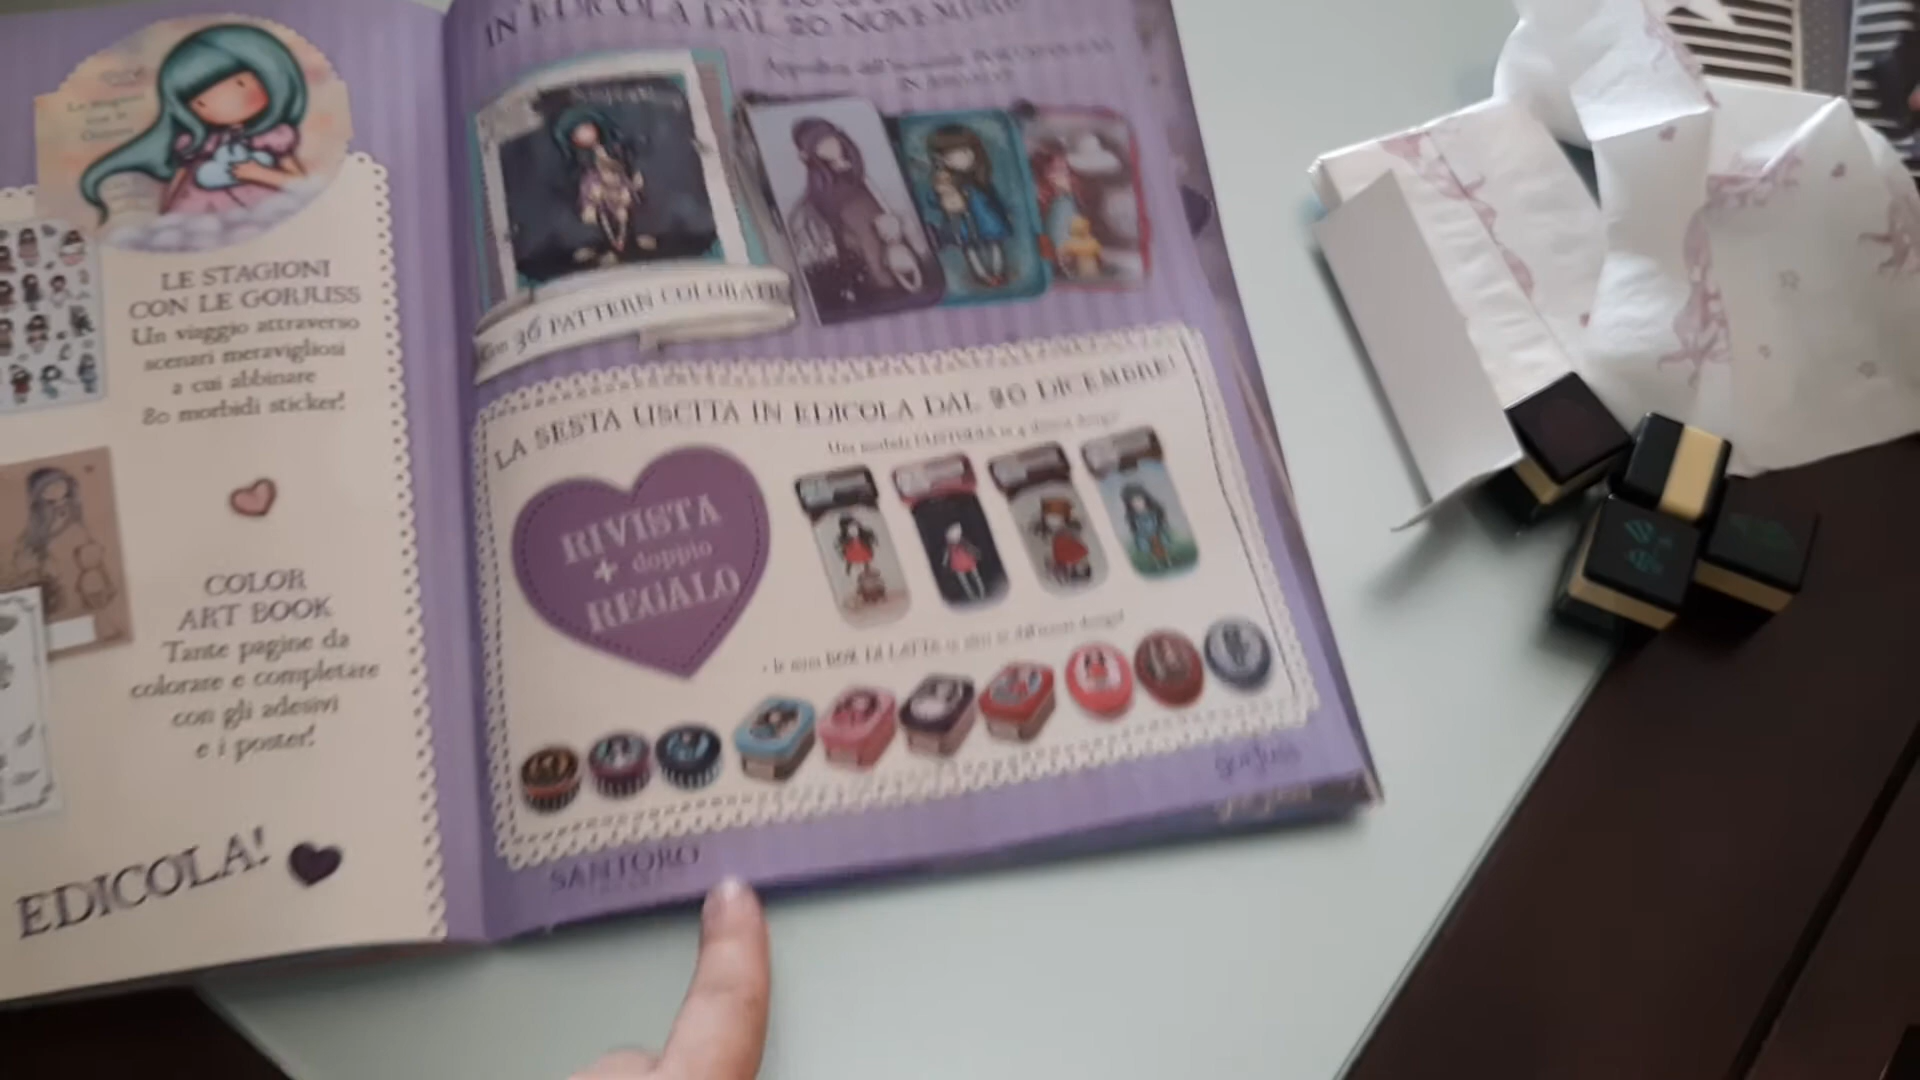 LE STAGIONI
CON LE GORJUSS
Un viaggio attraverso
scenari meravigliosi
a cui abbinare
80 morbidi sticker!
COLOR
ART BOOK
Tante pagine da
colorare e completare
con gli adesivi
e i poster!
EDICOLA!
IN EDICOLA DAL 20 NOVEMBRE
36 PATTERN COLORATI
LA SESTA USCITA IN EDICOLA DAL 20 DICEMBRE!
RIVISTA
+ doppio
REGALO
SANTORO
gorjuss